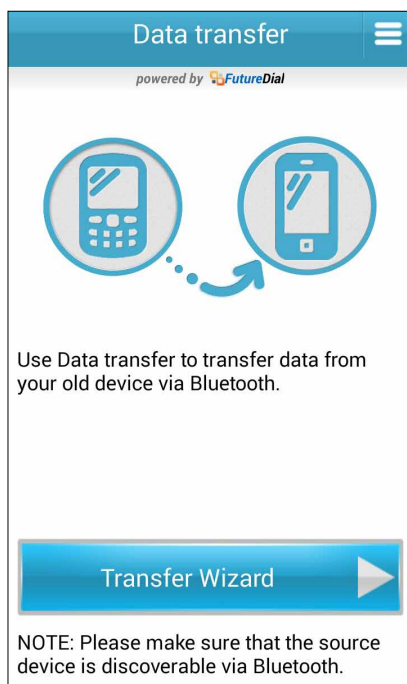 Data transfer
powered by FutureDial
Use Data transfer to transfer data from
your old device via Bluetooth.
Transfer Wizard
NOTE: Please make sure that the source
device is discoverable via Bluetooth.